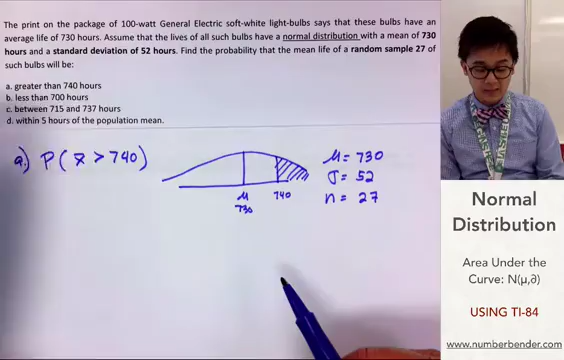 The print on the package of 100-watt General Electric soft-white light-bulbs says that these bulbs have an
average life of 730 hours. Assume that the lives of all such bulbs have a normal distribution with a mean of 730
hours and a standard deviation of 52 hours. Find the probability that the mean life of a random sample 27 of
such bulbs will be:
a. greater than 740 hours
b. less than 700 hours
c. between 715 and 737 hours
d. within 5 hours of the population mean.
a.) P(x̄ > 740)
μ = 730
σ = 52
n = 27
μ
730
740
Normal
Distribution
Area Under the
Curve: N(μ,∂)
USING TI-84
www.numberbender.com